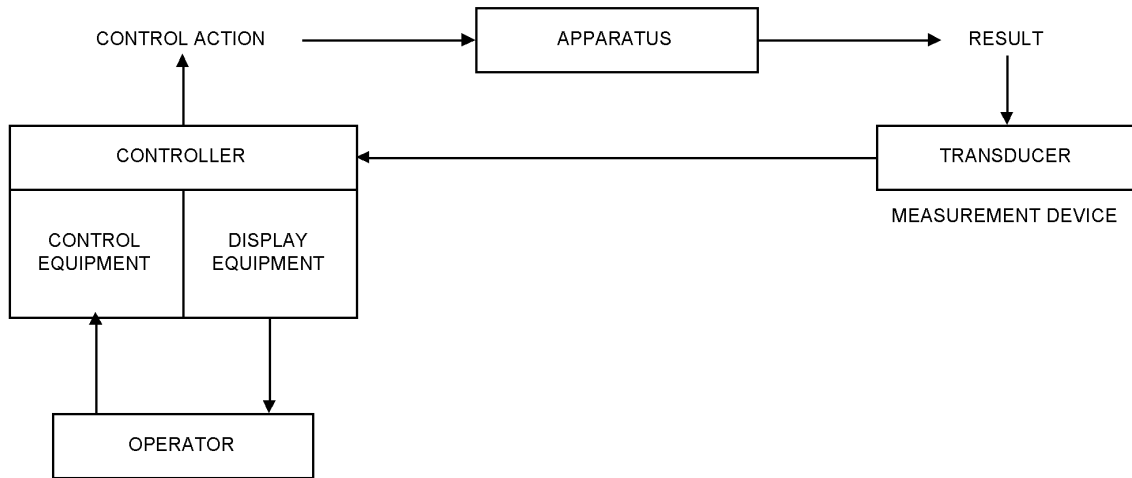 CONTROL ACTION
APPARATUS
RESULT
CONTROLLER
TRANSDUCER
MEASUREMENT DEVICE
CONTROL
EQUIPMENT
DISPLAY
EQUIPMENT
OPERATOR